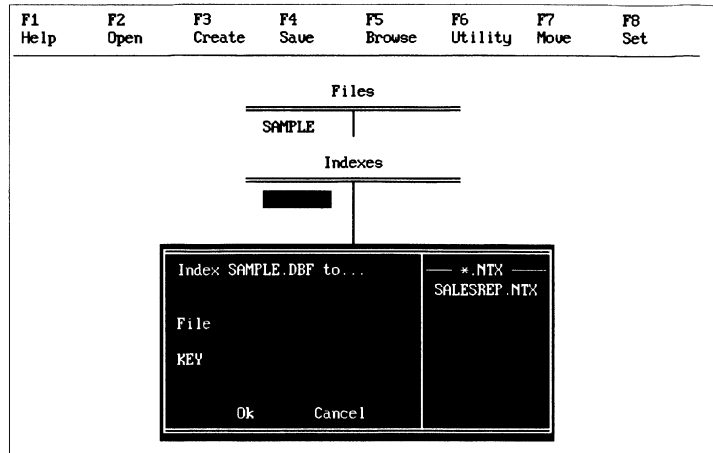 F1 F2 F3 F4 F5 F6 F7 F8
Help Open Create Save Browse Utility Move Set
Files
SAMPLE
Indexes
Index SAMPLE.DBF to...
*.NTX
SALESREP.NTX
File
KEY
Ok Cancel